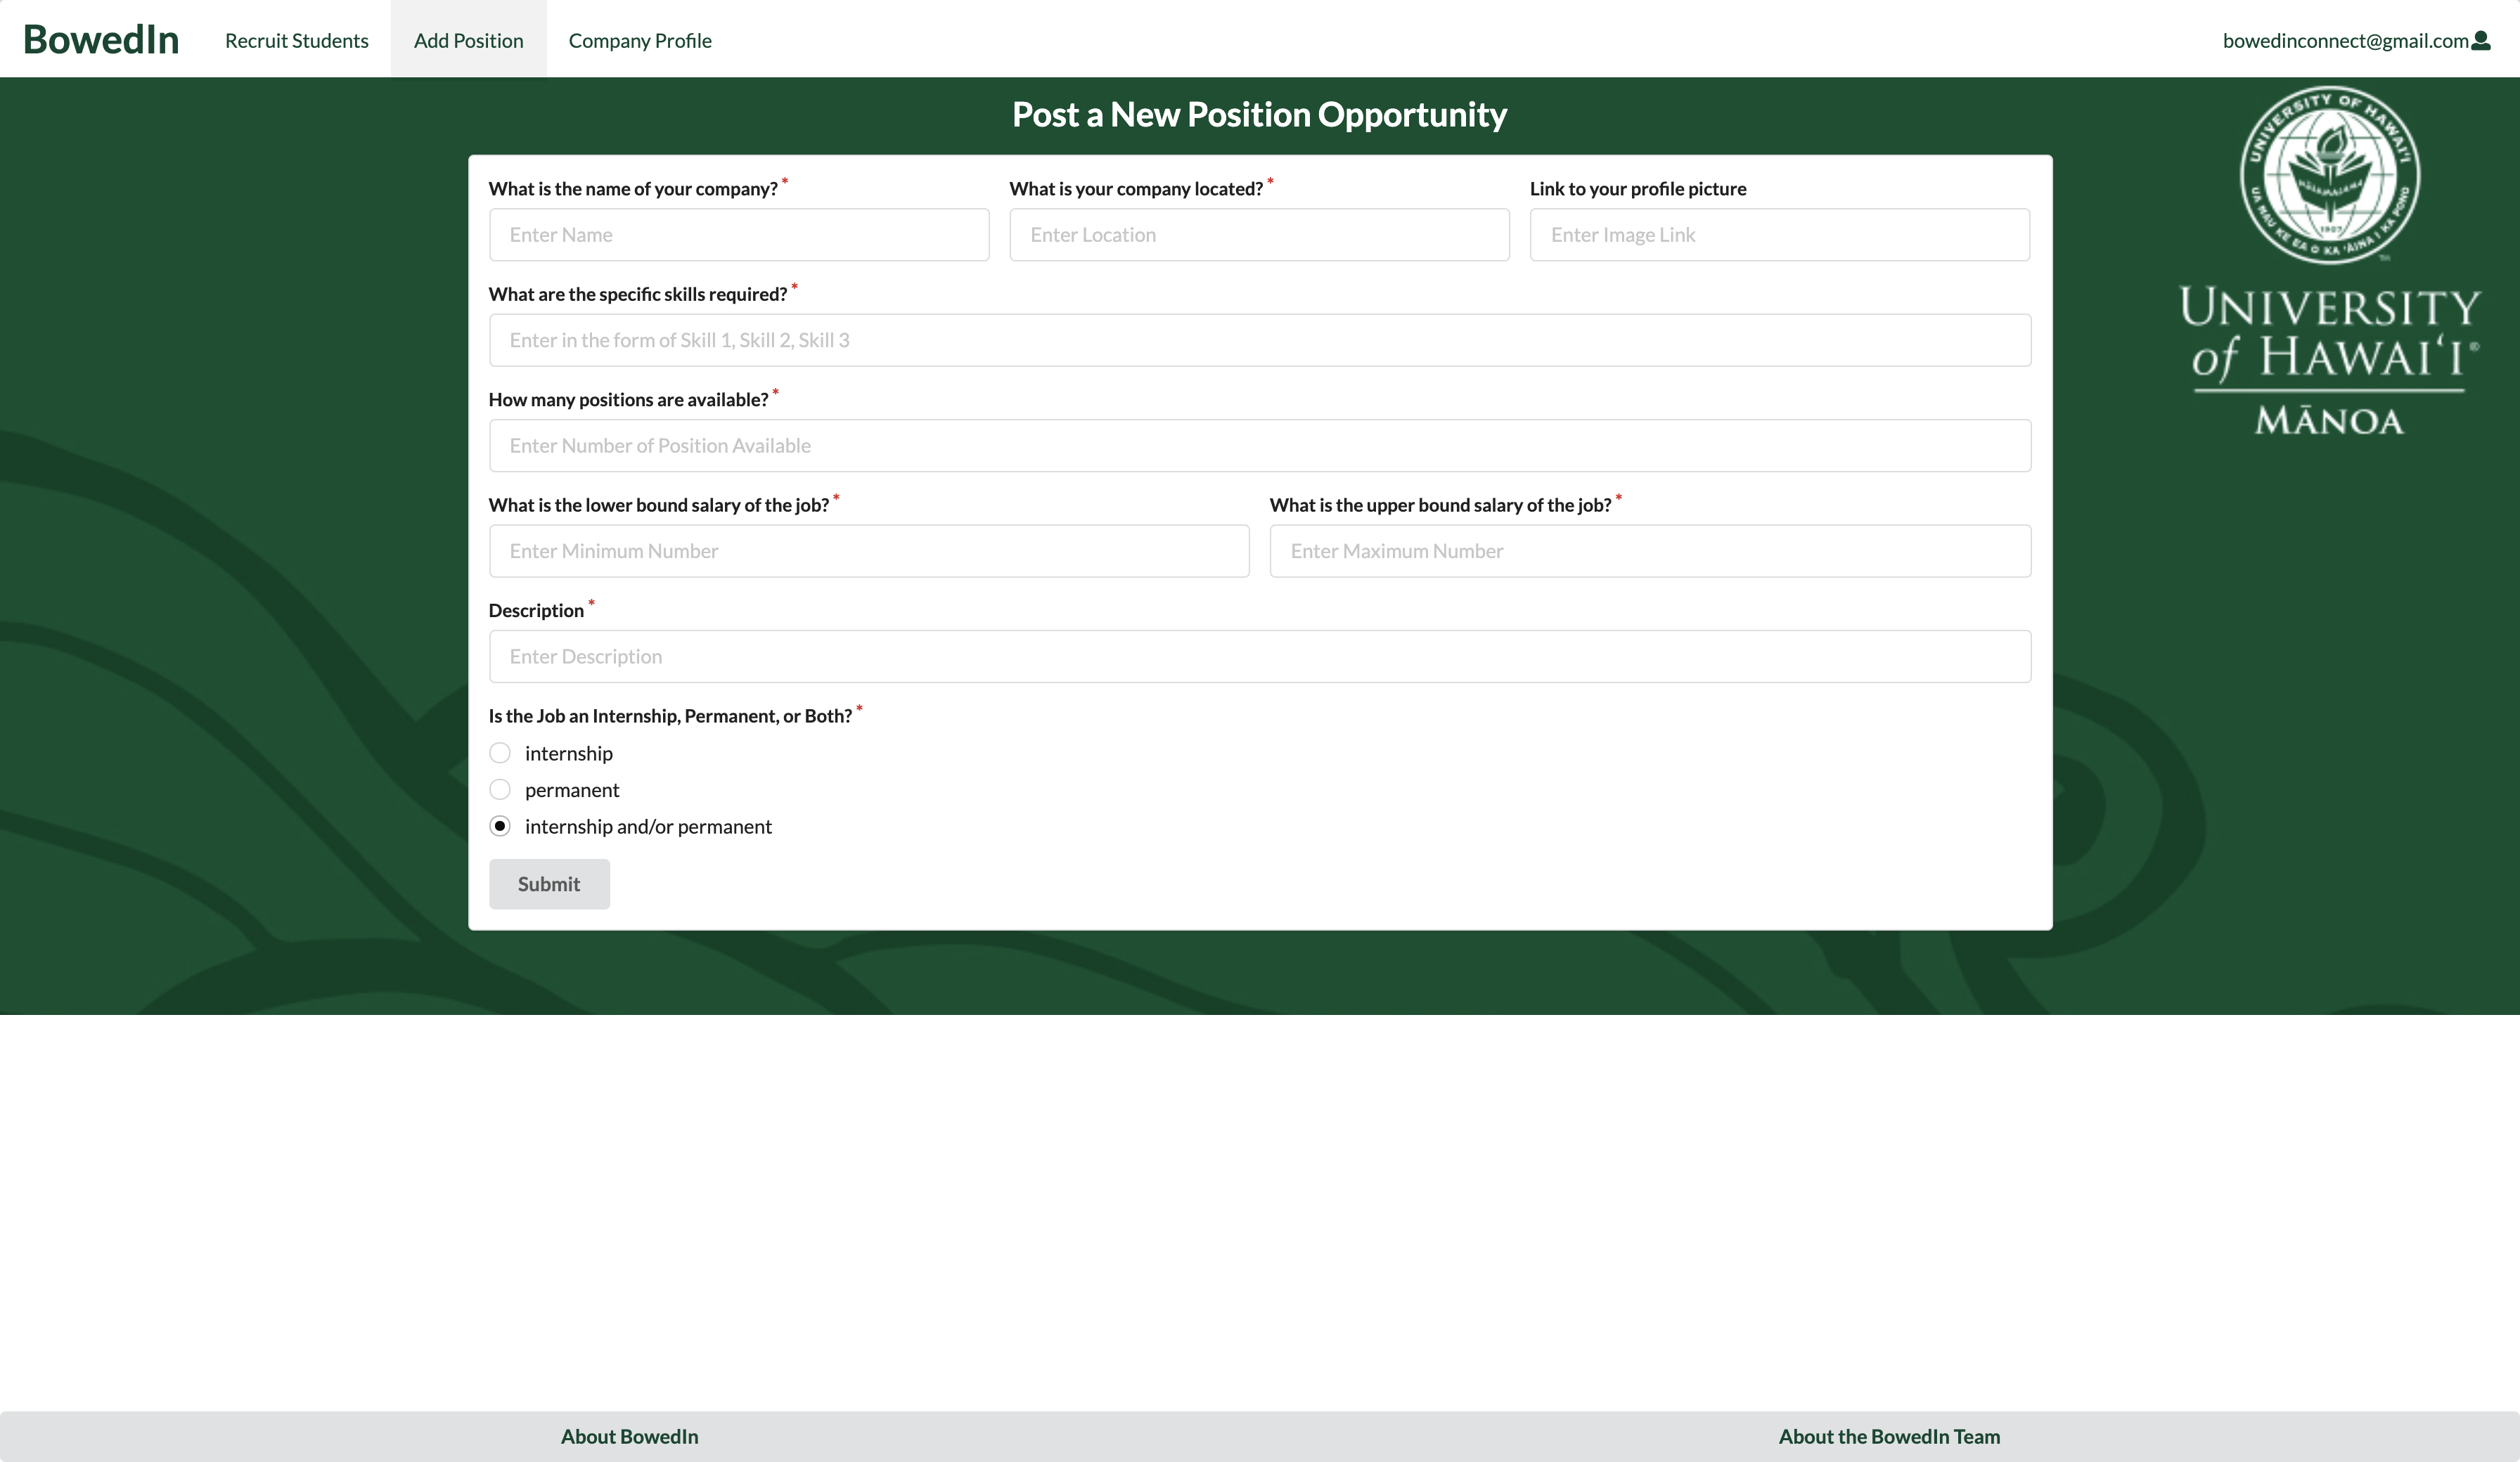 BowedIn Recruit Students Add Position Company Profile bowedinconnect@gmail.com
Post a New Position Opportunity
UNIVERSITY OF HAWAI'I
UA MAU KE EA O KA 'ĀINA I KA PONO
1907
TM
UNIVERSITY
of HAWAI'I®
MĀNOA
What is the name of your company? * What is your company located? * Link to your profile picture
Enter Name Enter Location Enter Image Link
What are the specific skills required? *
Enter in the form of Skill 1, Skill 2, Skill 3
How many positions are available? *
Enter Number of Position Available
What is the lower bound salary of the job? * What is the upper bound salary of the job? *
Enter Minimum Number Enter Maximum Number
Description *
Enter Description
Is the Job an Internship, Permanent, or Both? *
internship
permanent
internship and/or permanent
Submit
About BowedIn About the BowedIn Team